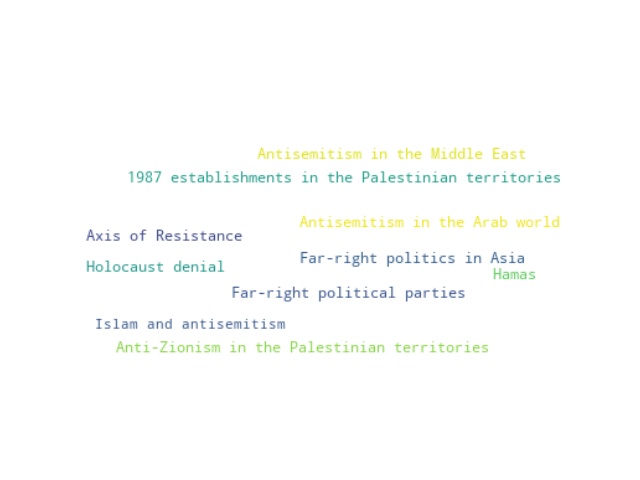 Antisemitism in the Middle East
1987 establishments in the Palestinian territories
Antisemitism in the Arab world
Axis of Resistance
Far-right politics in Asia
Holocaust denial
Hamas
Far-right political parties
Islam and antisemitism
Anti-Zionism in the Palestinian territories